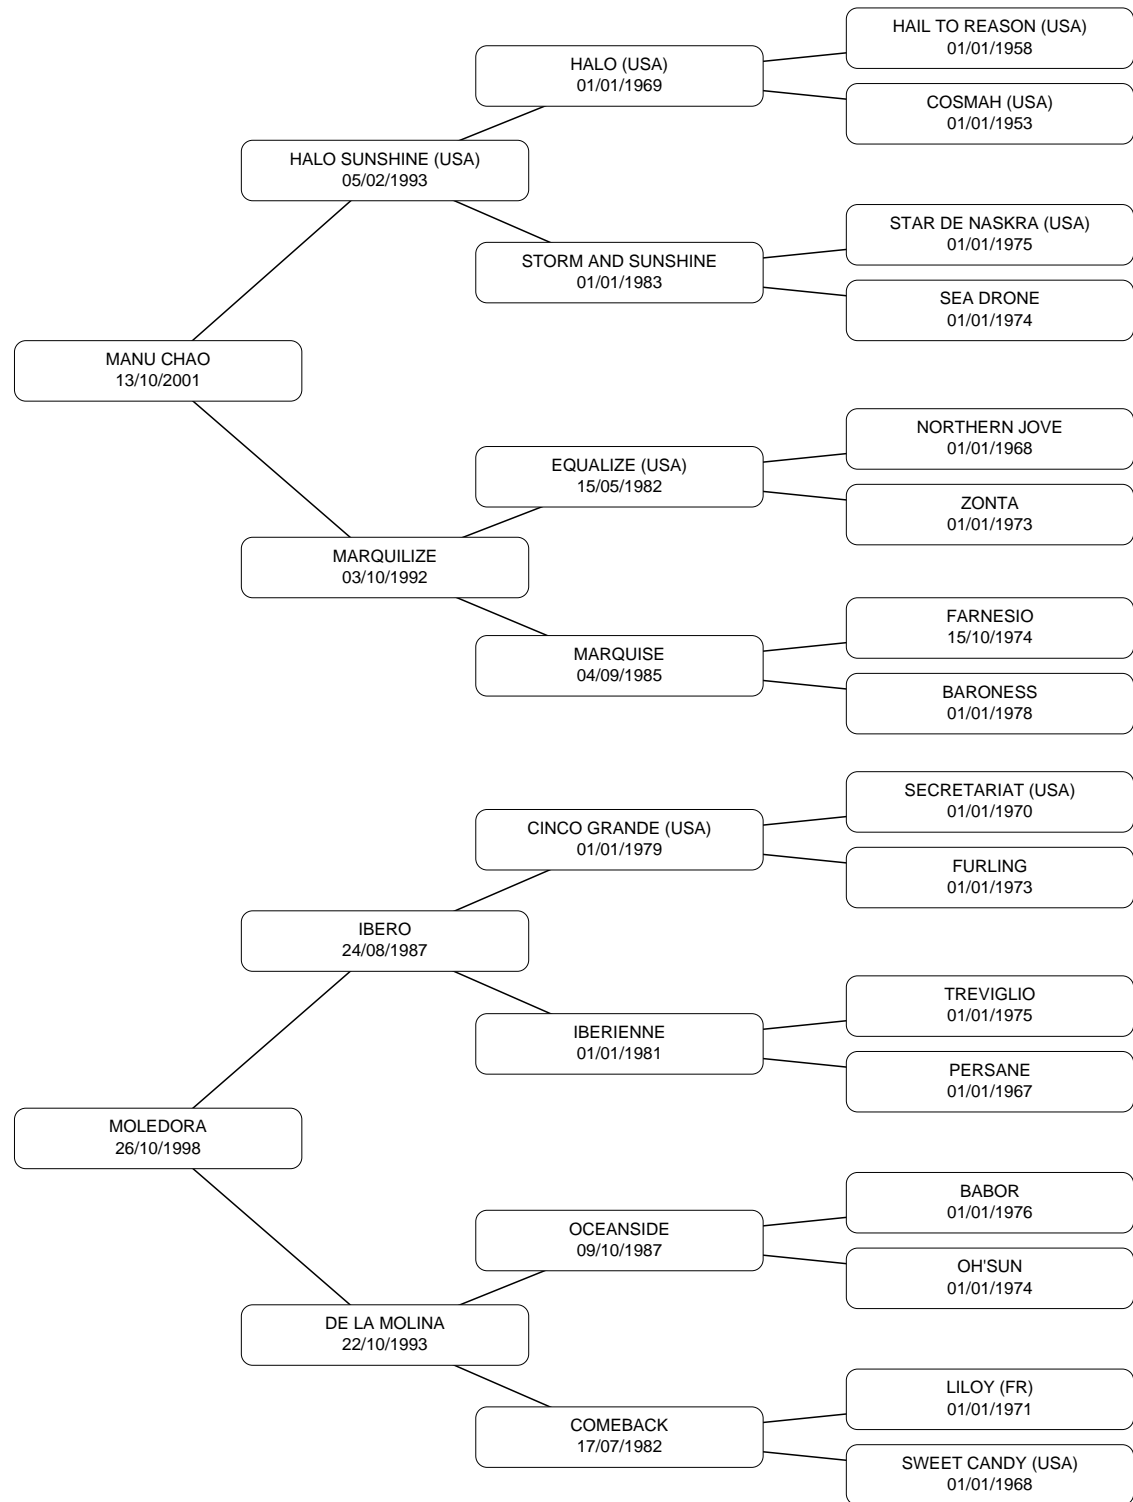 HAIL TO REASON (USA)
01/01/1958
HALO (USA)
01/01/1969
COSMAH (USA)
01/01/1953
HALO SUNSHINE (USA)
05/02/1993
STAR DE NASKRA (USA)
01/01/1975
STORM AND SUNSHINE
01/01/1983
SEA DRONE
01/01/1974
MANU CHAO
13/10/2001
NORTHERN JOVE
01/01/1968
EQUALIZE (USA)
15/05/1982
ZONTA
01/01/1973
MARQUILIZE
03/10/1992
FARNESIO
15/10/1974
MARQUISE
04/09/1985
BARONESS
01/01/1978
SECRETARIAT (USA)
01/01/1970
CINCO GRANDE (USA)
01/01/1979
FURLING
01/01/1973
IBERO
24/08/1987
TREVIGLIO
01/01/1975
IBERIENNE
01/01/1981
PERSANE
01/01/1967
MOLEDORA
26/10/1998
BABOR
01/01/1976
OCEANSIDE
09/10/1987
OH'SUN
01/01/1974
DE LA MOLINA
22/10/1993
LILOY (FR)
01/01/1971
COMEBACK
17/07/1982
SWEET CANDY (USA)
01/01/1968